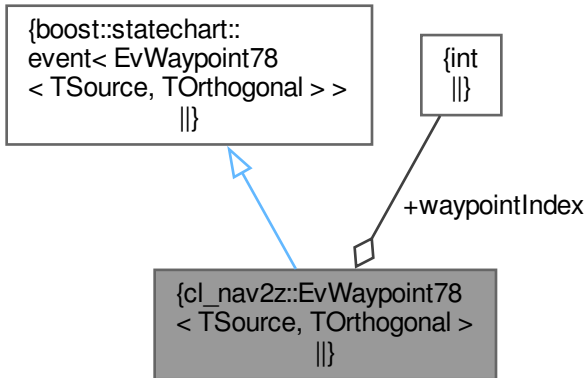 {boost::statechart::
event< EvWaypoint78
< TSource, TOrthogonal > >
||}
{int
||}
+waypointIndex
{cl_nav2z::EvWaypoint78
< TSource, TOrthogonal >
||}